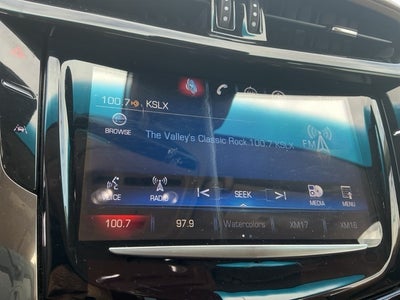 100.7 KSLX
BROWSE
The Valley's Classic Rock 100.7 KSLX
FM
VOICE RADIO SEEK MEDIA MENU
100.7 97.9 Watercolors XM17 XM16